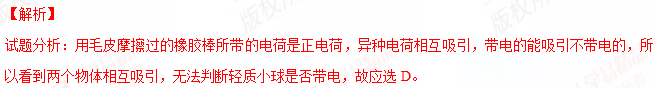 【解析】
试题分析：用毛皮摩擦过的橡胶棒所带的电荷是正电荷，异种电荷相互吸引，带电的能吸引不带电的，所
以看到两个物体相互吸引，无法判断轻质小球是否带电，故应选 D。